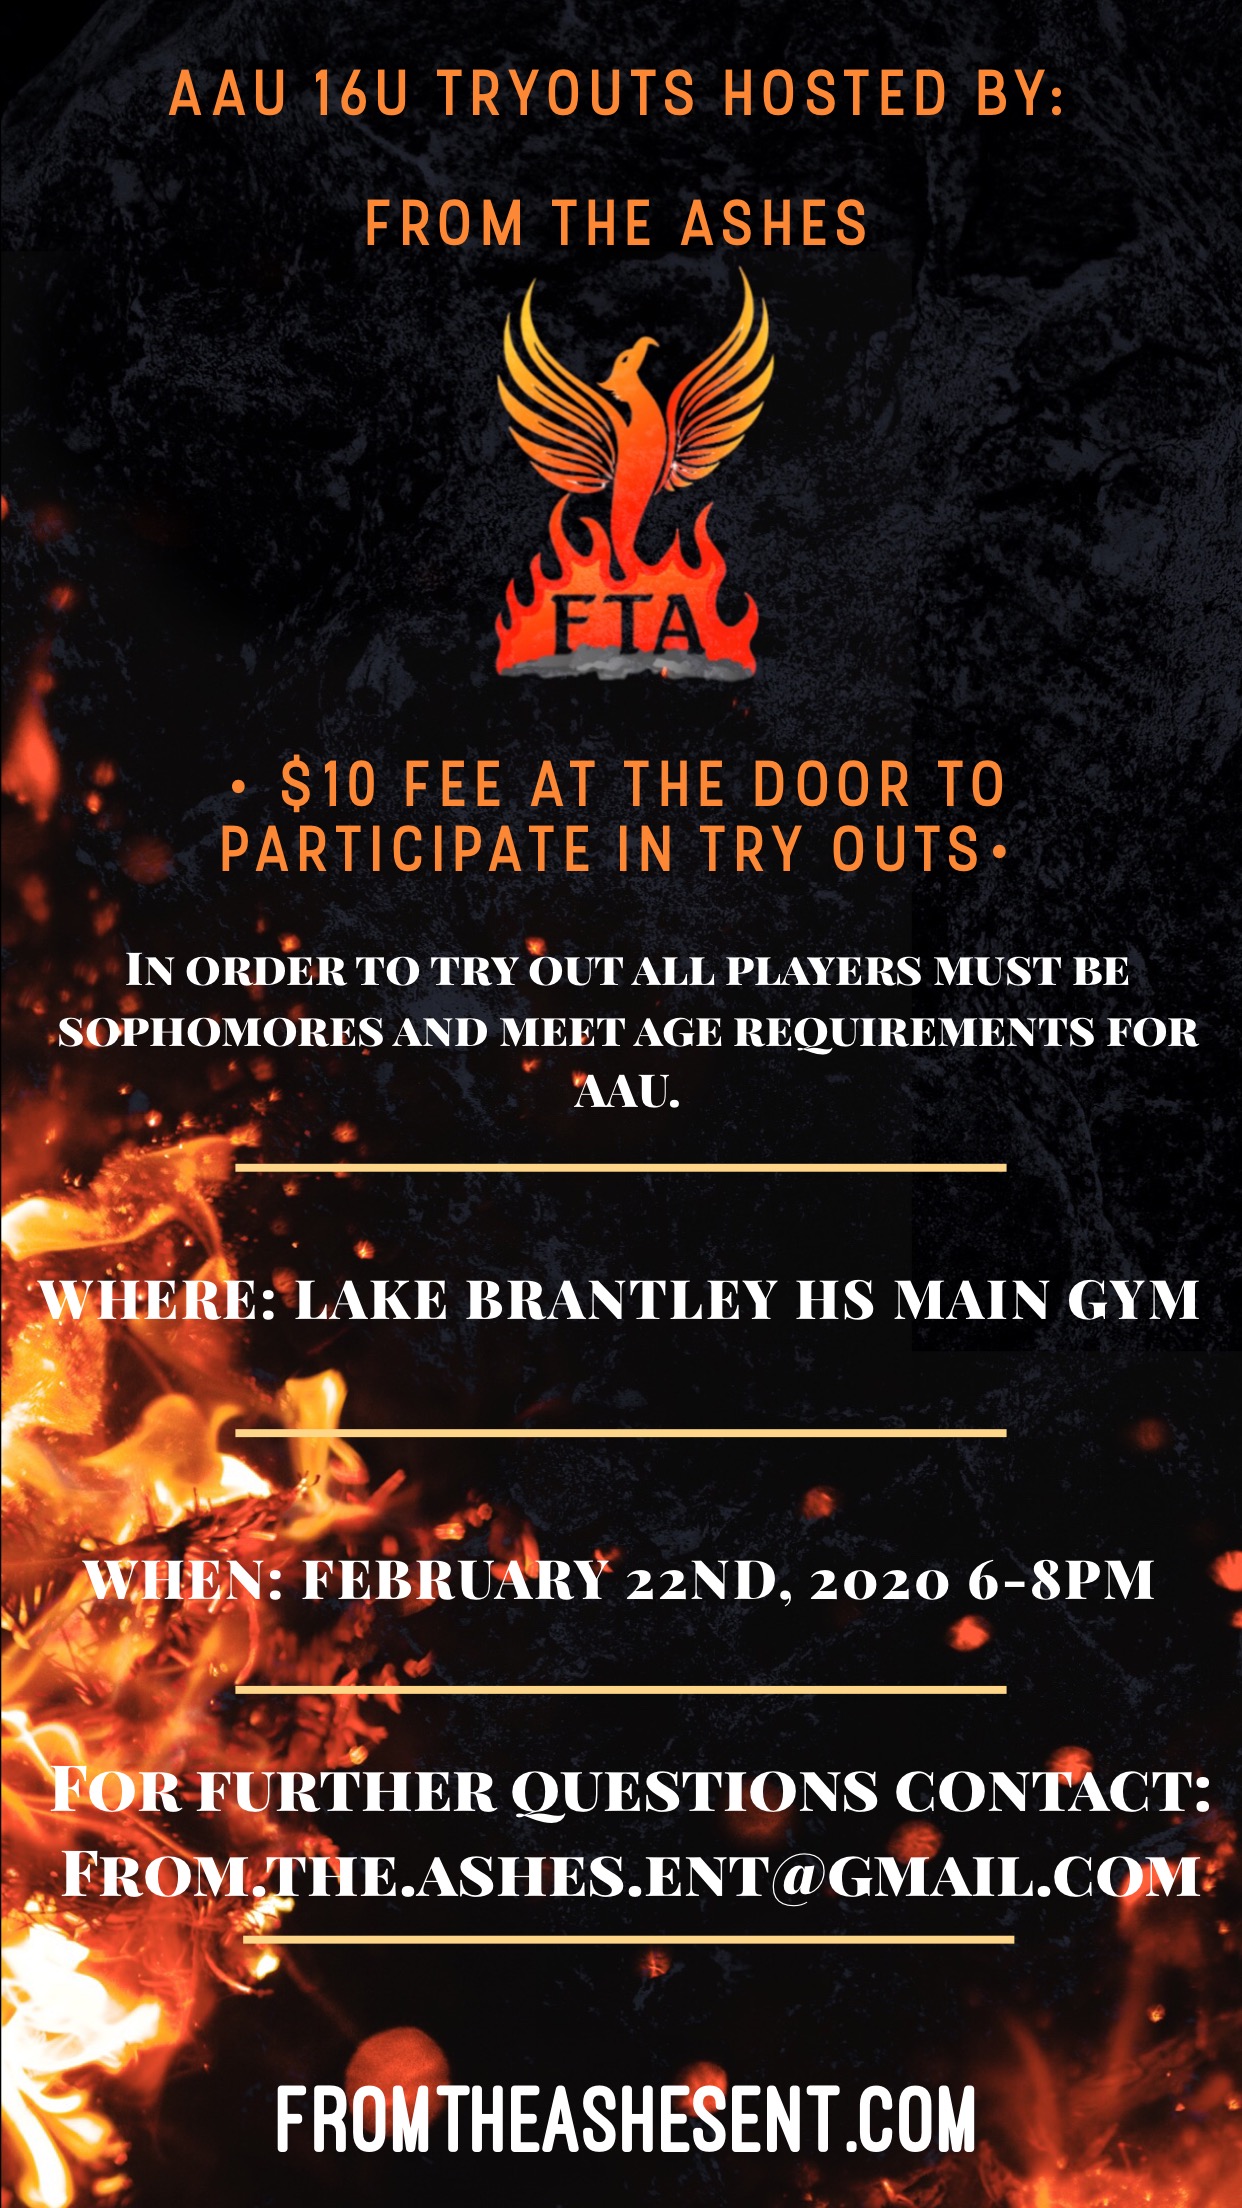 AAU 16U TRYOUTS HOSTED BY:
FROM THE ASHES
FTA
• $10 FEE AT THE DOOR TO
PARTICIPATE IN TRY OUTS•
In order to try out all players must be
sophomores and meet age requirements for
AAU.
WHERE: LAKE BRANTLEY HS MAIN GYM
WHEN: FEBRUARY 22ND, 2020 6-8PM
For further questions contact:
From.the.ashes.ent@gmail.com
FROMTHEASHESENT.COM